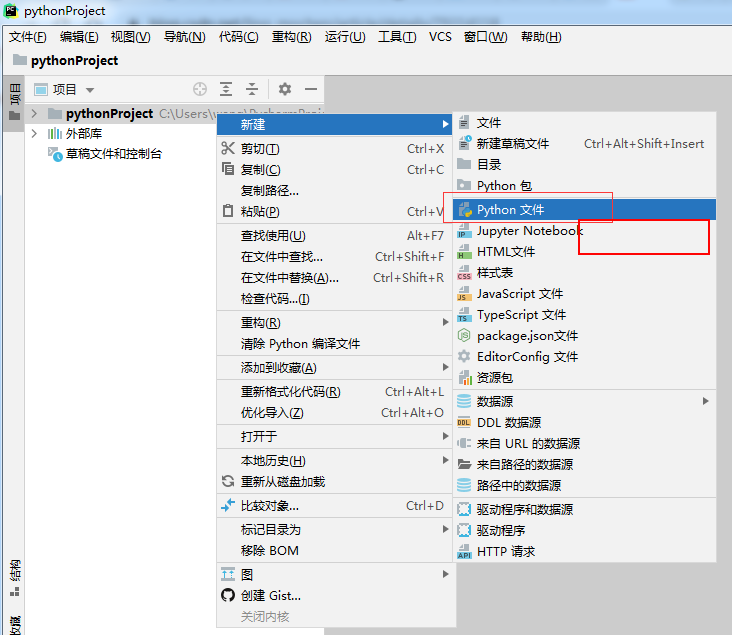 pythonProject
文件(F) 编辑(E) 视图(V) 导航(N) 代码(C) 重构(R) 运行(U) 工具(T) VCS 窗口(W) 帮助(H)
pythonProject
项目
项目
pythonProject C:\Users\
外部库
草稿文件和控制台
新建
剪切(T) Ctrl+X
复制(C) Ctrl+C
复制路径...
粘贴(P) Ctrl+V
查找使用(U) Alt+F7
在文件中查找... Ctrl+Shift+F
在文件中替换(A)... Ctrl+Shift+R
检查代码...(I)
重构(R)
清除 Python 编译文件
添加到收藏(A)
重新格式化代码(R) Ctrl+Alt+L
优化导入(Z) Ctrl+Alt+O
打开于
本地历史(H)
重新从磁盘加载
比较对象... Ctrl+D
标记目录为
移除 BOM
图
创建 Gist...
关闭内核
文件
新建草稿文件 Ctrl+Alt+Shift+Insert
目录
Python 包
Python 文件
Jupyter Notebook
HTML文件
样式表
JavaScript 文件
TypeScript 文件
package.json文件
EditorConfig 文件
资源包
数据源
DDL 数据源
来自 URL 的数据源
来自路径的数据源
路径中的数据源
驱动程序和数据源
驱动程序
HTTP 请求
结构
收藏